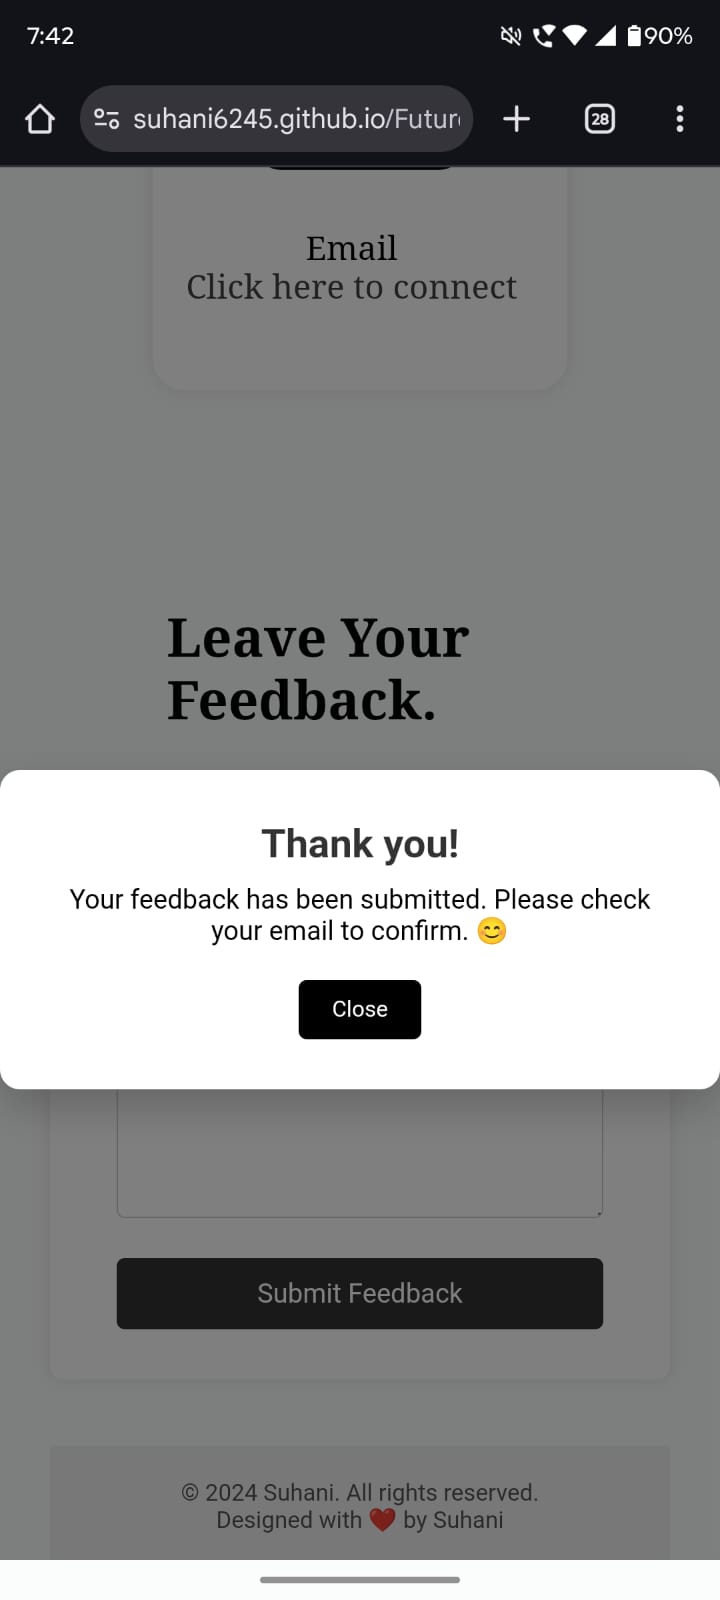 7:42
90%
suhani6245.github.io/Futur
28
Email
Click here to connect
Leave Your
Feedback.
Thank you!
Your feedback has been submitted. Please check
your email to confirm. 😊
Close
Submit Feedback
© 2024 Suhani. All rights reserved.
Designed with ❤️ by Suhani